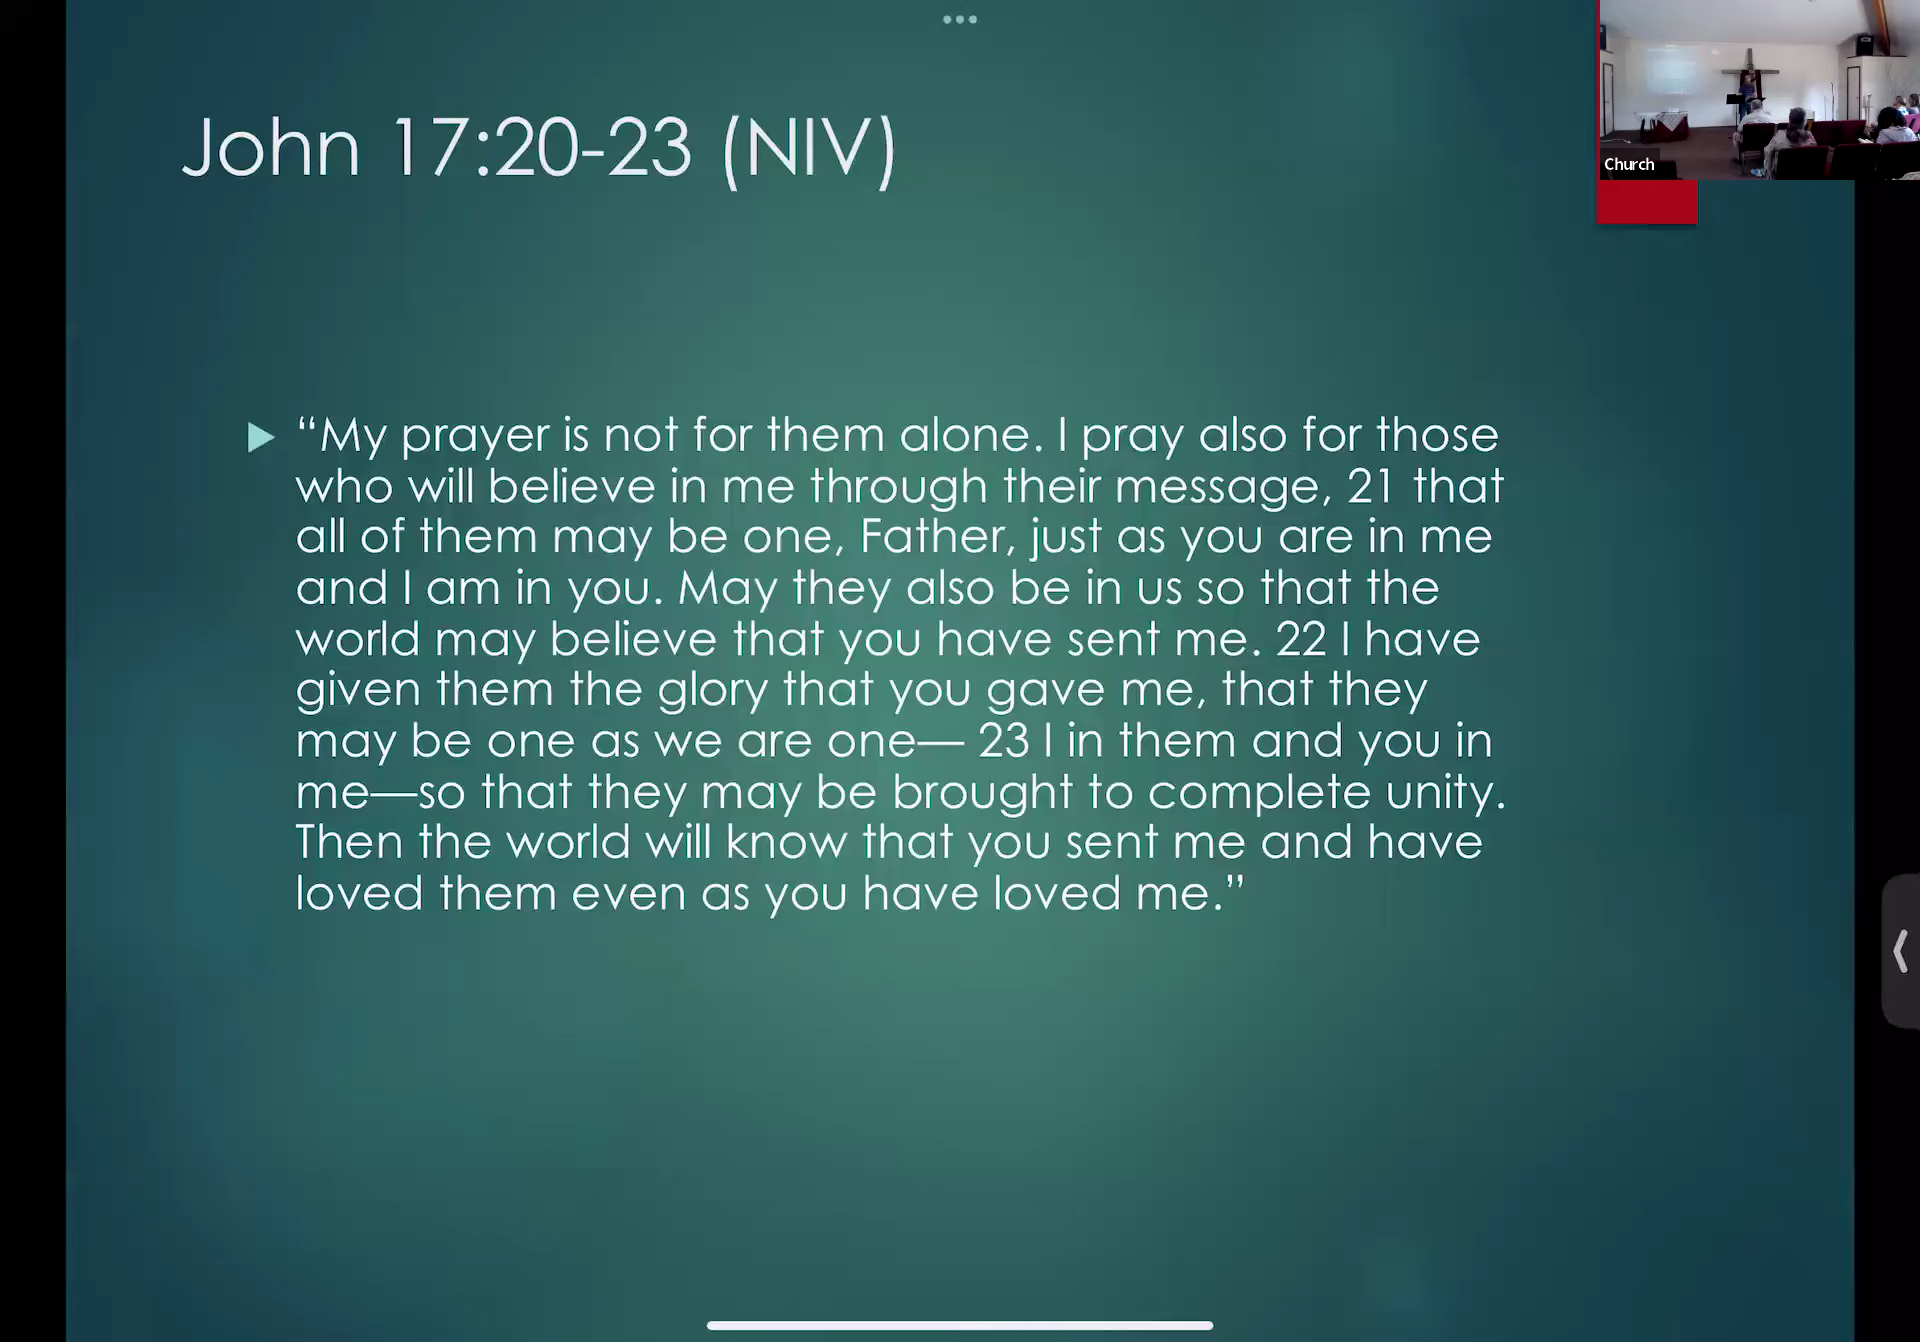 John 17:20-23 (NIV)
Church
“My prayer is not for them alone. I pray also for those
who will believe in me through their message, 21 that
all of them may be one, Father, just as you are in me
and I am in you. May they also be in us so that the
world may believe that you have sent me. 22 I have
given them the glory that you gave me, that they
may be one as we are one— 23 I in them and you in
me—so that they may be brought to complete unity.
Then the world will know that you sent me and have
loved them even as you have loved me.”